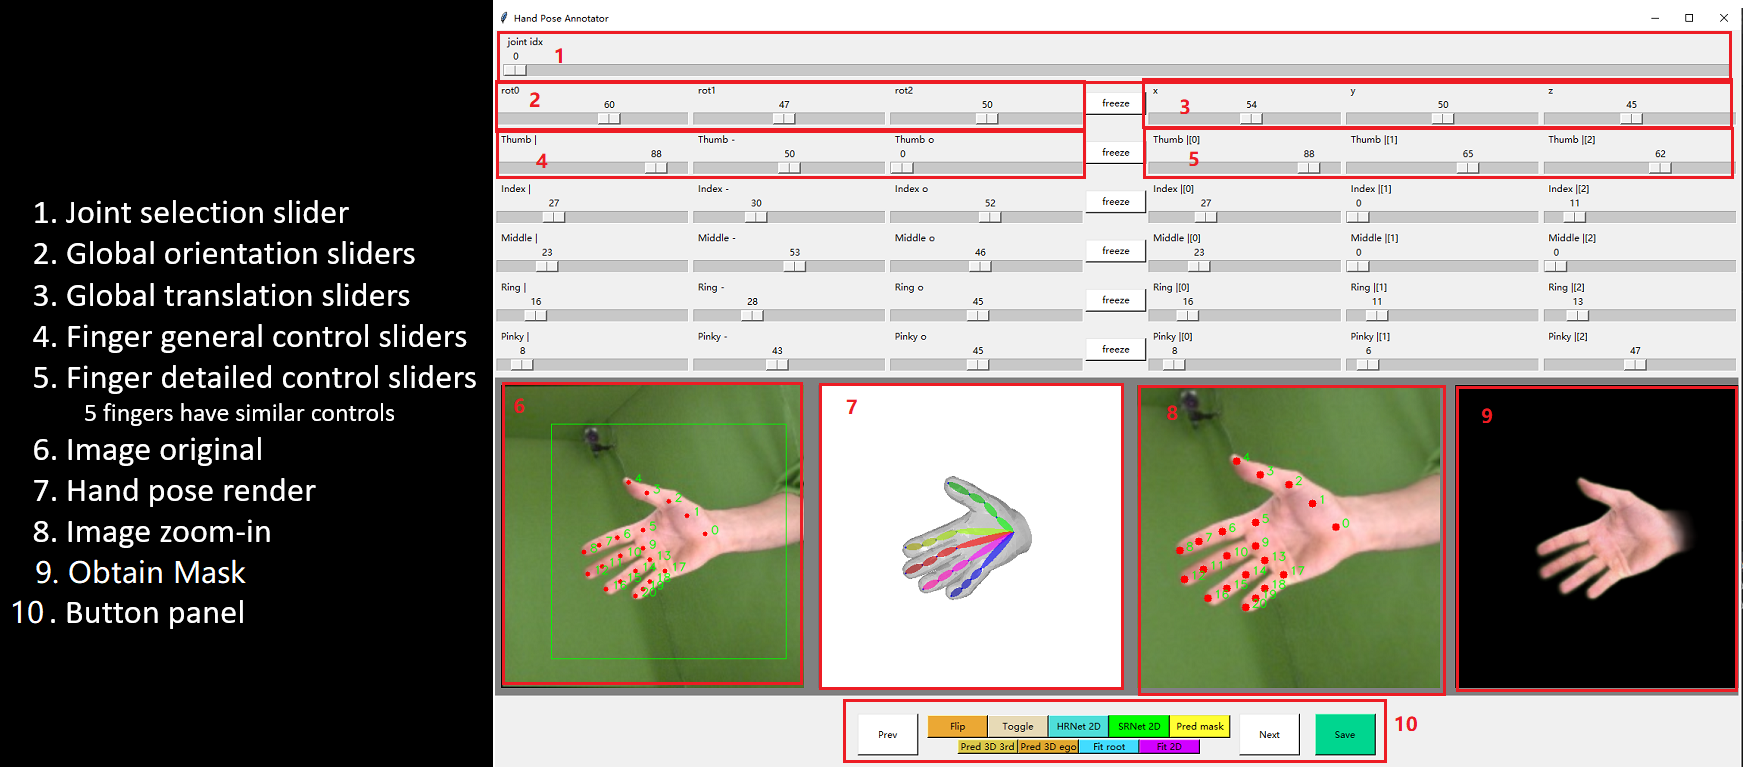 1. Joint selection slider
2. Global orientation sliders
3. Global translation sliders
4. Finger general control sliders
5. Finger detailed control sliders
5 fingers have similar controls
6. Image original
7. Hand pose render
8. Image zoom-in
9. Obtain Mask
10. Button panel
Hand Pose Annotator
joint idx
0
1
rot0 rot1 rot2 x y z
2 60 47 50 freeze 3 54 50 45
Thumb | Thumb - Thumb o Thumb |[0] Thumb |[1] Thumb |[2]
4 88 50 0 freeze 5 88 65 62
Index | Index - Index o Index |[0] Index |[1] Index |[2]
27 30 52 freeze 27 0 11
Middle | Middle - Middle o Middle |[0] Middle |[1] Middle |[2]
23 53 46 freeze 23 0 0
Ring | Ring - Ring o Ring |[0] Ring |[1] Ring |[2]
16 28 45 freeze 16 11 13
Pinky | Pinky - Pinky o Pinky |[0] Pinky |[1] Pinky |[2]
8 43 45 freeze 8 6 47
6 7 8 9
4 3 2 1 0
5 6 7
9 10 11
13
17 18
4 3 2 1 0
5 6 7 8
9 10 11
13 14 15
17 18 19 20
Prev Flip Toggle HRNet 2D SRNet 2D Pred mask Next Save 10
Pred 3D 3rd Pred 3D ego Fit root Fit 2D